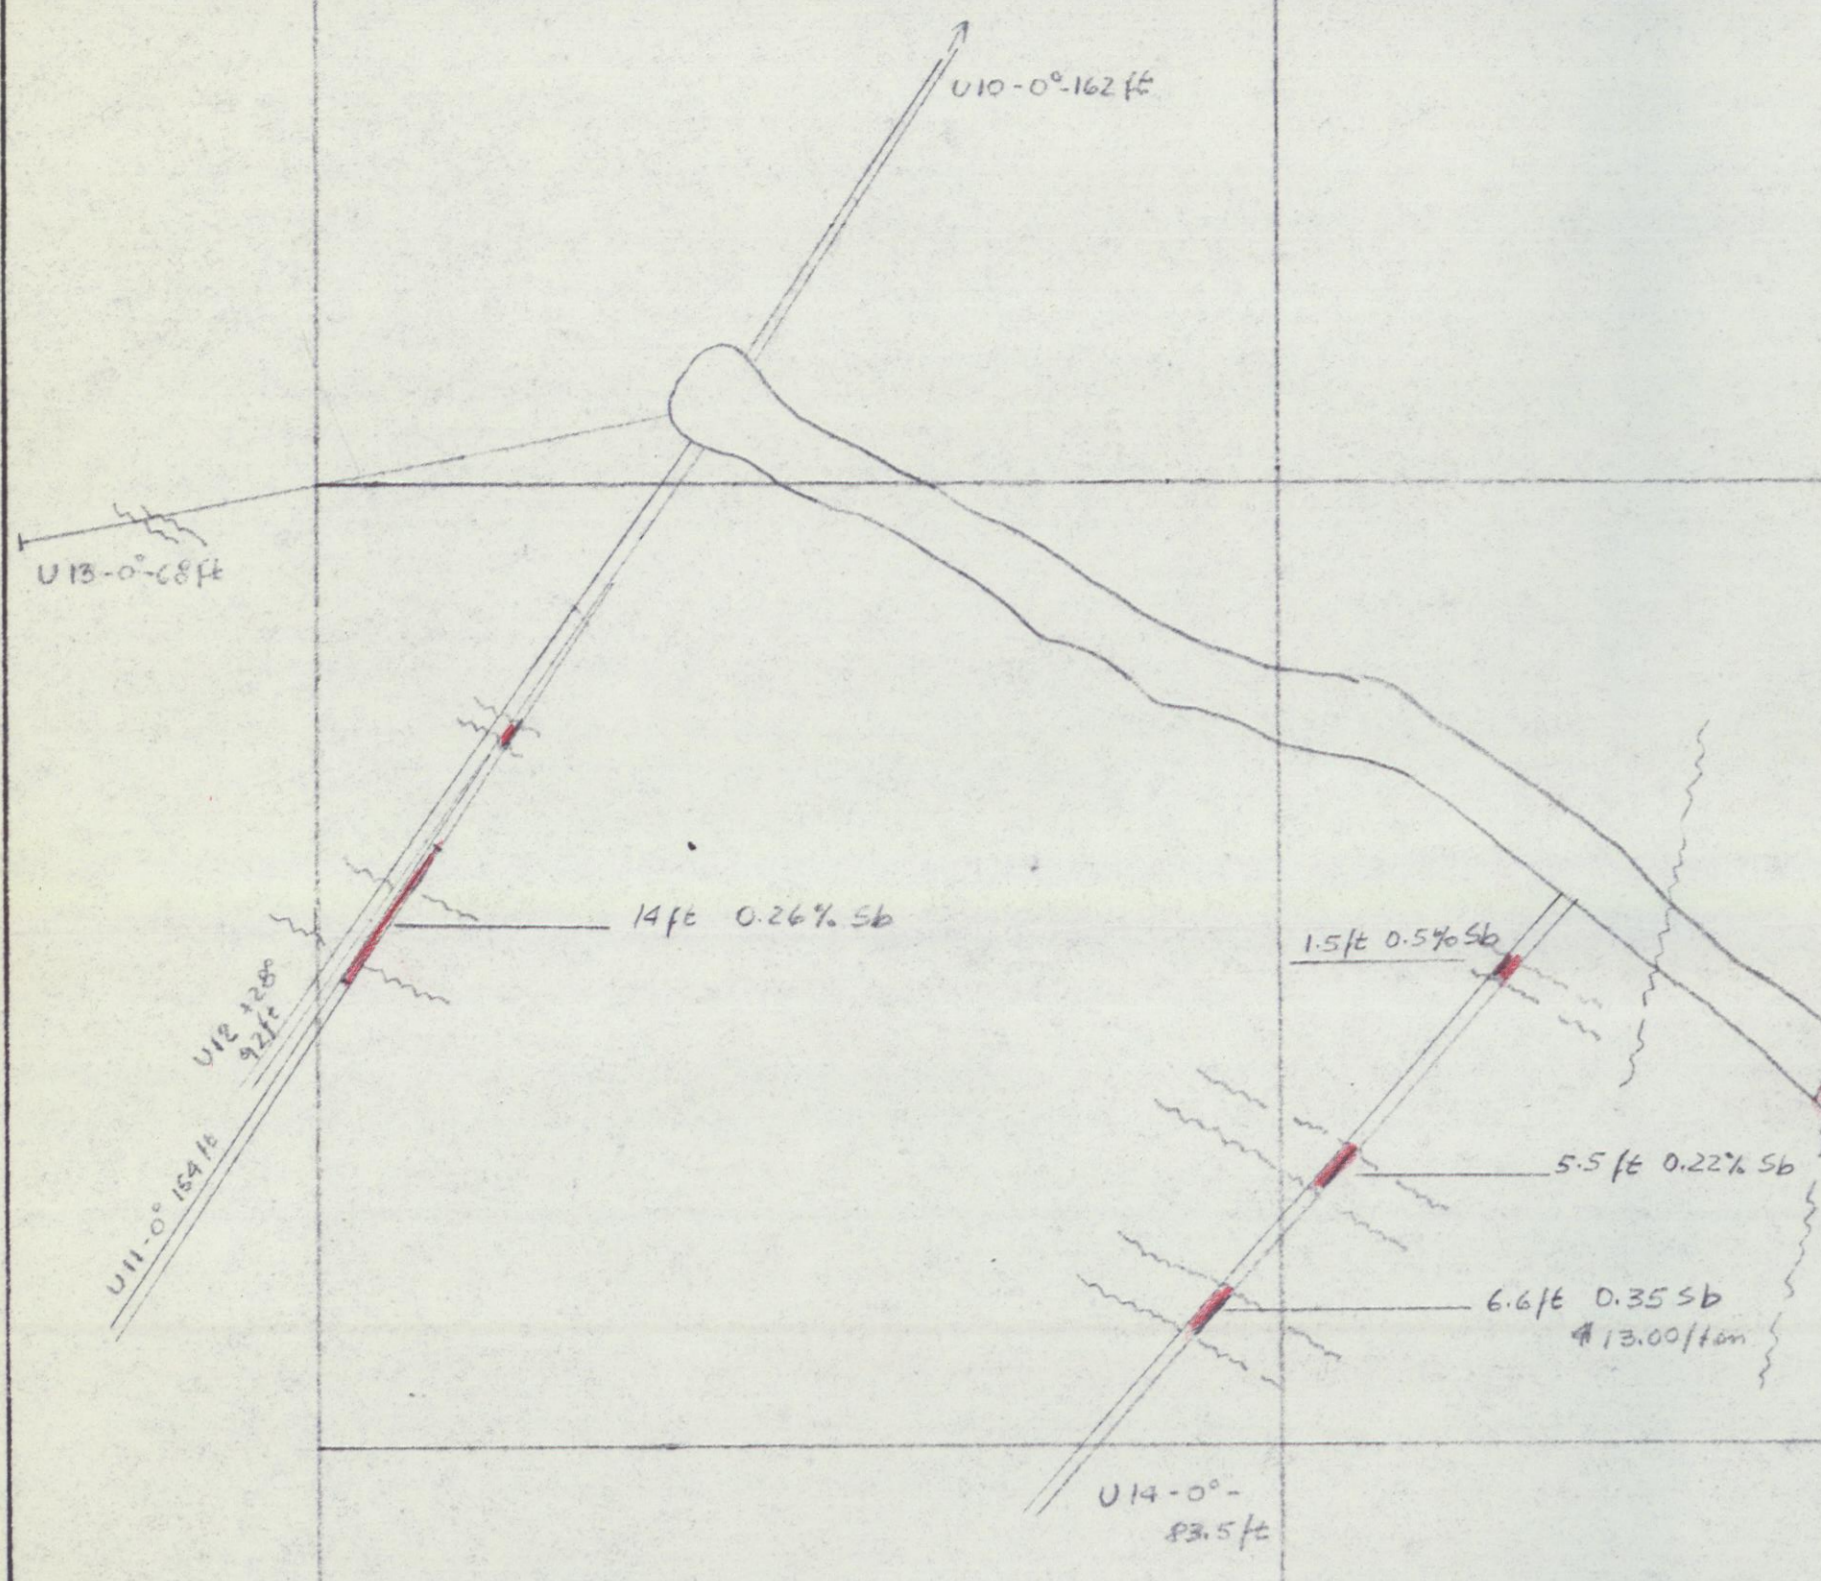 U10-0°-162ft
U13-0°-68ft
14ft 0.26% Sb
1.5ft 0.5% Sb
U12 +28°
92ft
U11-0° 154ft
5.5ft 0.22% Sb
6.6ft 0.35 Sb
$13.00/ton
U14-0°-
83.5ft